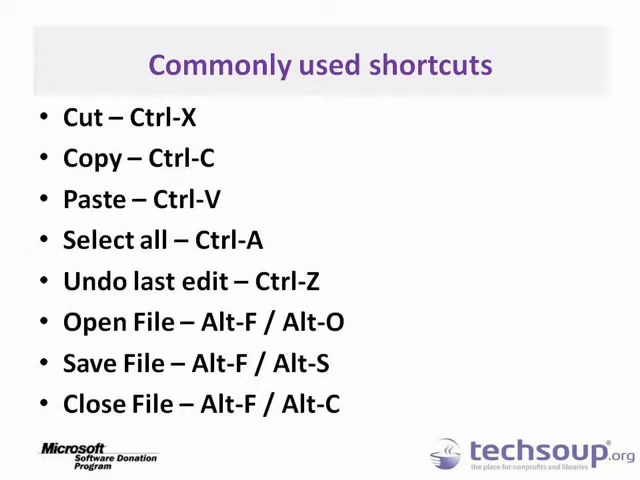 Commonly used shortcuts
• Cut – Ctrl-X
• Copy – Ctrl-C
• Paste – Ctrl-V
• Select all – Ctrl-A
• Undo last edit – Ctrl-Z
• Open File – Alt-F / Alt-O
• Save File – Alt-F / Alt-S
• Close File – Alt-F / Alt-C
Microsoft
Software Donation
Program
techsoup®.org
the place for nonprofits and libraries